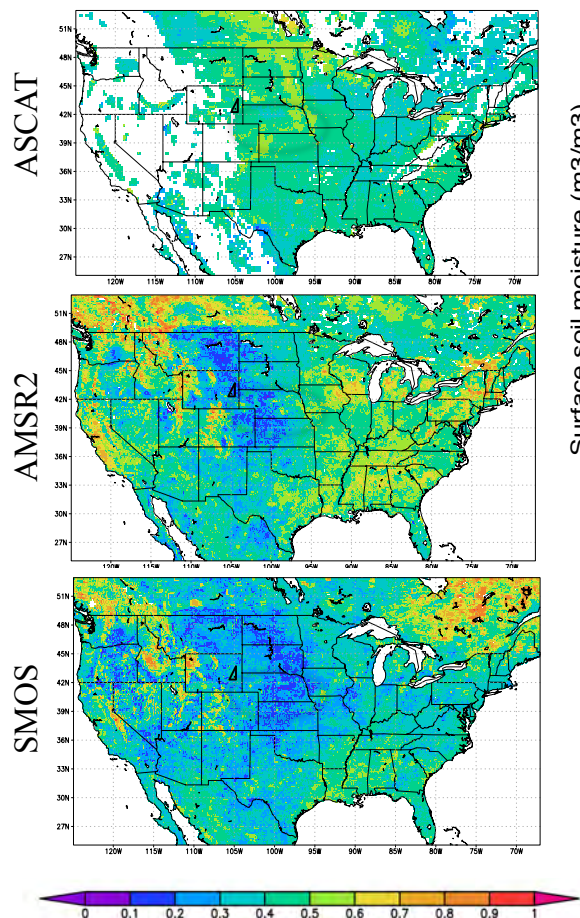 ASCAT
51N
48N
45N
42N
39N
36N
33N
30N
27N
120W 115W 110W 105W 100W 95W 90W 85W 80W 75W 70W
Surface soil moisture (m3/m3)
AMSR2
51N
48N
45N
42N
39N
36N
33N
30N
27N
120W 115W 110W 105W 100W 95W 90W 85W 80W 75W 70W
SMOS
51N
48N
45N
42N
39N
36N
33N
30N
27N
120W 115W 110W 105W 100W 95W 90W 85W 80W 75W 70W
0 0.1 0.2 0.3 0.4 0.5 0.6 0.7 0.8 0.9